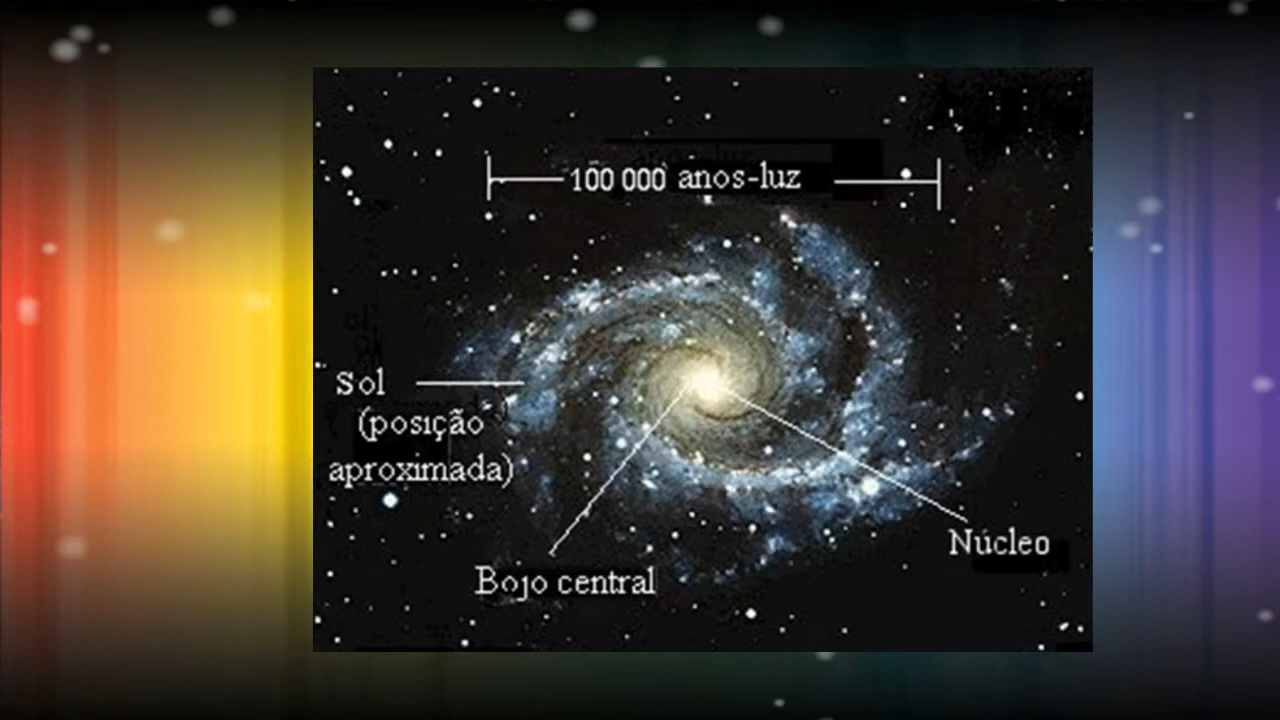 100 000 anos-luz
Sol
(posição
aproximada)
Núcleo
Bojo central